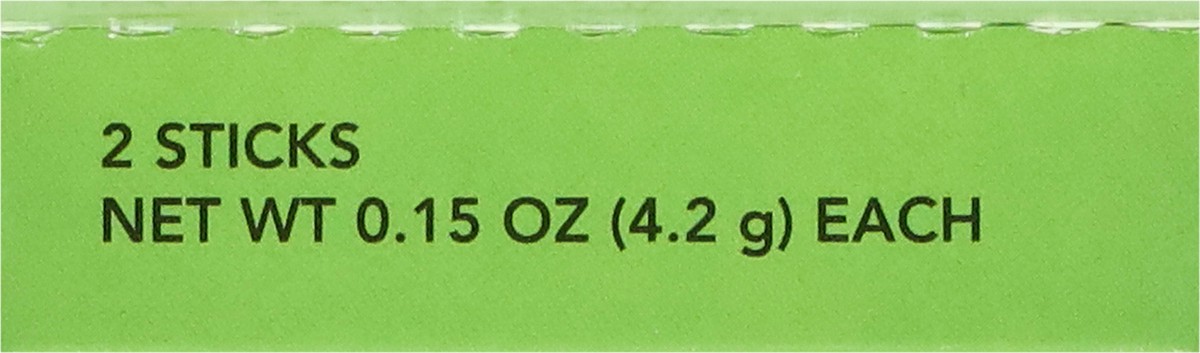 2 STICKS
NET WT 0.15 OZ (4.2 g) EACH